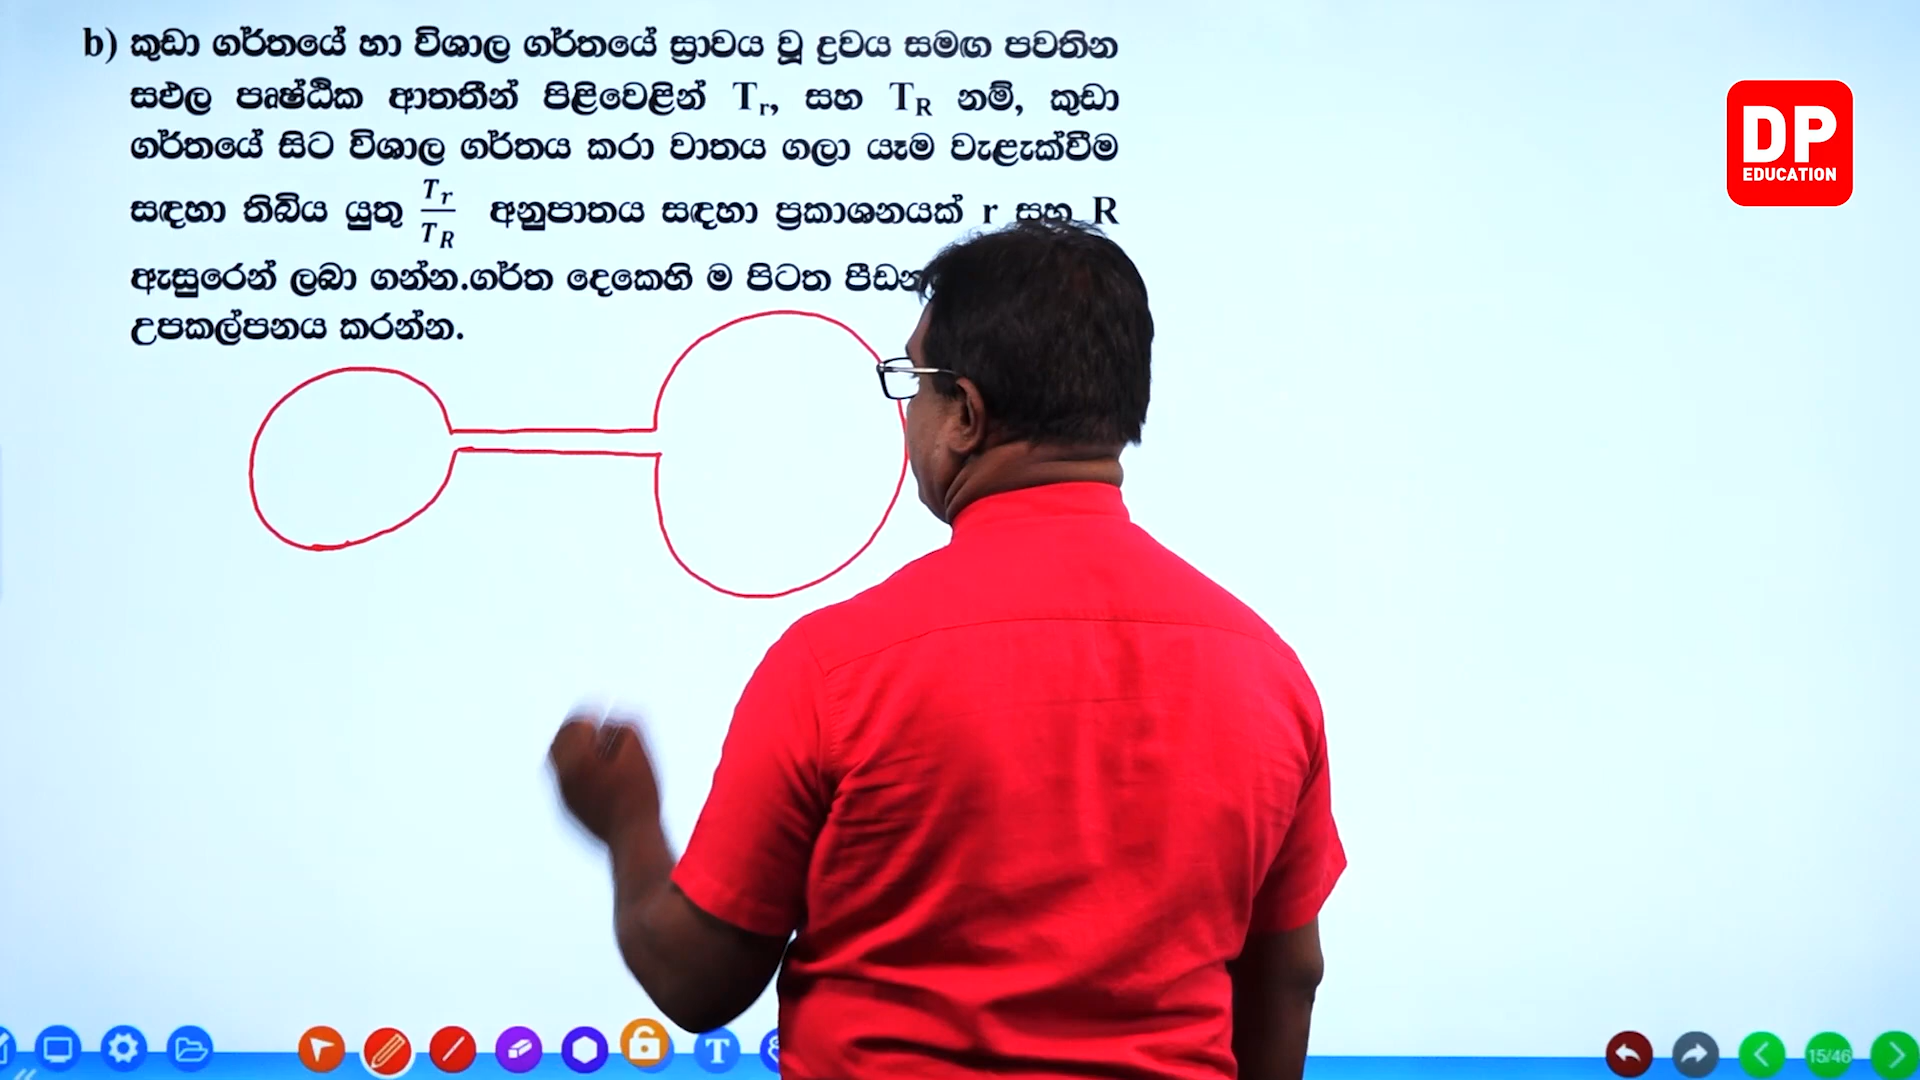 b) කුඩා ගර්තයේ හා විශාල ගර්තයේ ස්‍රාවය වූ ද්‍රවය සමඟ පවතින
සඵල පෘෂ්ඨික ආතතීන් පිළිවෙළින් Tr, සහ TR නම්, කුඩා
ගර්තයේ සිට විශාල ගර්තය කරා වාතය ගලා යෑම වැළැක්වීම
සඳහා තිබිය යුතු Tr/TR අනුපාතය සඳහා ප්‍රකාශනයක් r සහ R
ඇසුරෙන් ලබා ගන්න.ගර්ත දෙකෙහි ම පිටත
උපකල්පනය කරන්න.
DP
EDUCATION
T
15/46